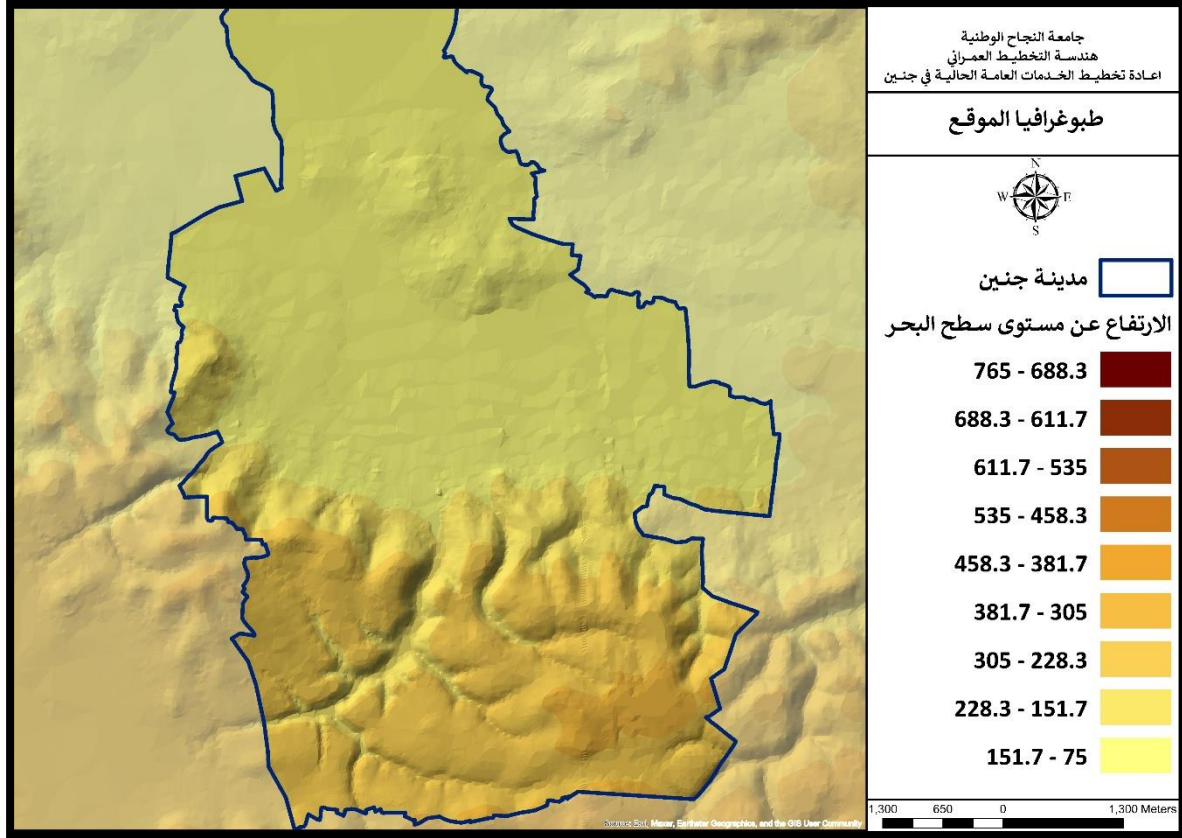 جامعة النجاح الوطنية
هندسة التخطيط العمراني
اعادة تخطيط الخدمات العامة الحالية في جنين
طبوغرافيا الموقع
N
W E
S
مدينة جنين
الارتفاع عن مستوى سطح البحر
765 - 688.3
688.3 - 611.7
611.7 - 535
535 - 458.3
458.3 - 381.7
381.7 - 305
305 - 228.3
228.3 - 151.7
151.7 - 75
1,300 650 0 1,300 Meters
Source: Esri, Maxar, Earthstar Geographics, and the GIS User Community